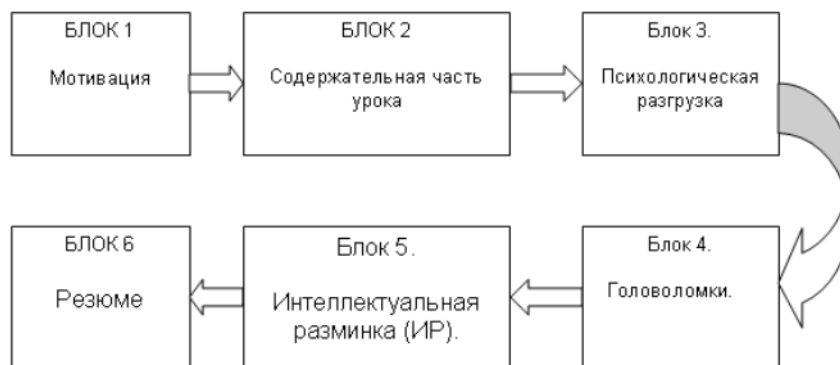 БЛОК 1
Мотивация
БЛОК 2
Содержательная часть
урока
Блок 3.
Психологическая
разгрузка
Блок 4.
Головоломки.
Блок 5.
Интеллектуальная
разминка (ИР).
БЛОК 6
Резюме